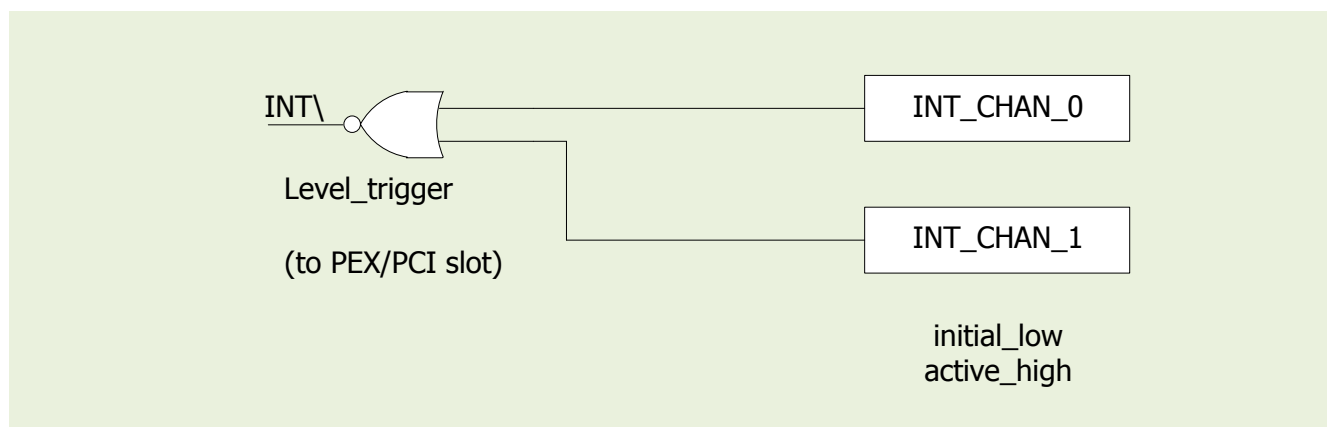 INT\
INT_CHAN_0
Level_trigger
INT_CHAN_1
(to PEX/PCI slot)
initial_low
active_high